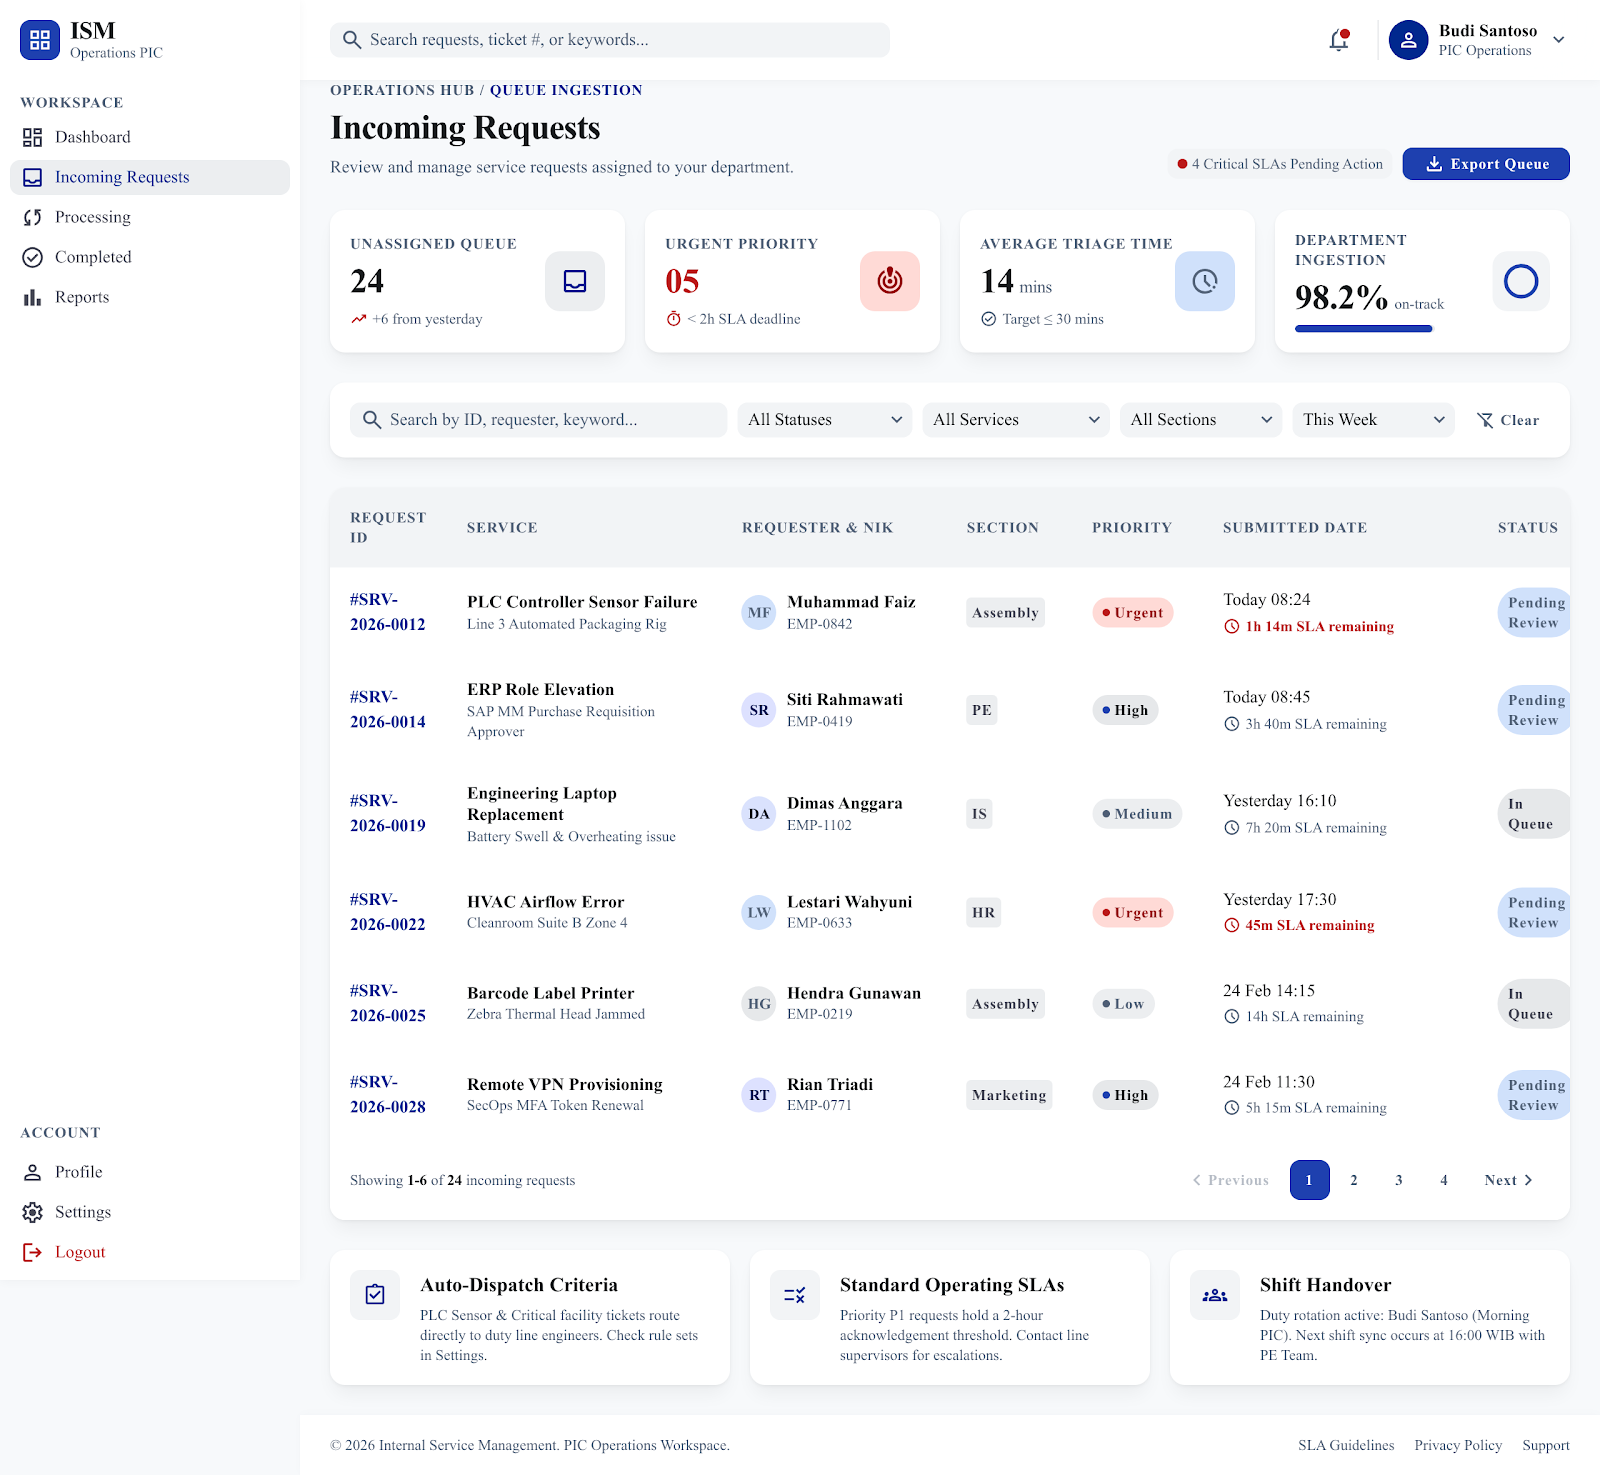 ISM
Operations PIC
WORKSPACE
Dashboard
Incoming Requests
Processing
Completed
Reports
ACCOUNT
Profile
Settings
Logout
Search requests, ticket #, or keywords...
Budi Santoso
PIC Operations
OPERATIONS HUB / QUEUE INGESTION
Incoming Requests
Review and manage service requests assigned to your department.
4 Critical SLAs Pending Action
Export Queue
UNASSIGNED QUEUE
24
+6 from yesterday
URGENT PRIORITY
05
< 2h SLA deadline
AVERAGE TRIAGE TIME
14 mins
Target ≤ 30 mins
DEPARTMENT
INGESTION
98.2% on-track
Search by ID, requester, keyword...
All Statuses
All Services
All Sections
This Week
Clear
REQUEST
ID
SERVICE
REQUESTER & NIK
SECTION
PRIORITY
SUBMITTED DATE
STATUS
#SRV-
2026-0012
PLC Controller Sensor Failure
Line 3 Automated Packaging Rig
MF
Muhammad Faiz
EMP-0842
Assembly
Urgent
Today 08:24
1h 14m SLA remaining
Pending
Review
#SRV-
2026-0014
ERP Role Elevation
SAP MM Purchase Requisition
Approver
SR
Siti Rahmawati
EMP-0419
PE
High
Today 08:45
3h 40m SLA remaining
Pending
Review
#SRV-
2026-0019
Engineering Laptop
Replacement
Battery Swell & Overheating issue
DA
Dimas Anggara
EMP-1102
IS
Medium
Yesterday 16:10
7h 20m SLA remaining
In
Queue
#SRV-
2026-0022
HVAC Airflow Error
Cleanroom Suite B Zone 4
LW
Lestari Wahyuni
EMP-0633
HR
Urgent
Yesterday 17:30
45m SLA remaining
Pending
Review
#SRV-
2026-0025
Barcode Label Printer
Zebra Thermal Head Jammed
HG
Hendra Gunawan
EMP-0219
Assembly
Low
24 Feb 14:15
14h SLA remaining
In
Queue
#SRV-
2026-0028
Remote VPN Provisioning
SecOps MFA Token Renewal
RT
Rian Triadi
EMP-0771
Marketing
High
24 Feb 11:30
5h 15m SLA remaining
Pending
Review
Showing 1-6 of 24 incoming requests
Previous
1
2
3
4
Next
Auto-Dispatch Criteria
PLC Sensor & Critical facility tickets route
directly to duty line engineers. Check rule sets
in Settings.
Standard Operating SLAs
Priority P1 requests hold a 2-hour
acknowledgement threshold. Contact line
supervisors for escalations.
Shift Handover
Duty rotation active: Budi Santoso (Morning
PIC). Next shift sync occurs at 16:00 WIB with
PE Team.
© 2026 Internal Service Management. PIC Operations Workspace.
SLA Guidelines
Privacy Policy
Support